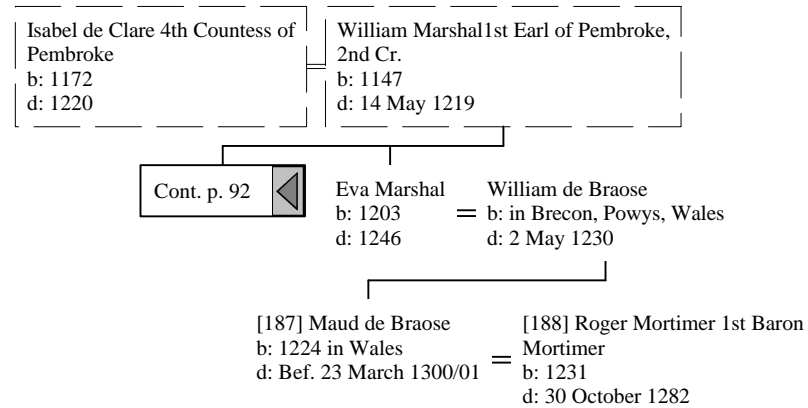 Isabel de Clare 4th Countess of
Pembroke
b: 1172
d: 1220
William Marshal1st Earl of Pembroke,
2nd Cr.
b: 1147
d: 14 May 1219
Cont. p. 92
Eva Marshal
b: 1203
d: 1246
William de Braose
b: in Brecon, Powys, Wales
d: 2 May 1230
[187] Maud de Braose
b: 1224 in Wales
d: Bef. 23 March 1300/01
[188] Roger Mortimer 1st Baron
Mortimer
b: 1231
d: 30 October 1282